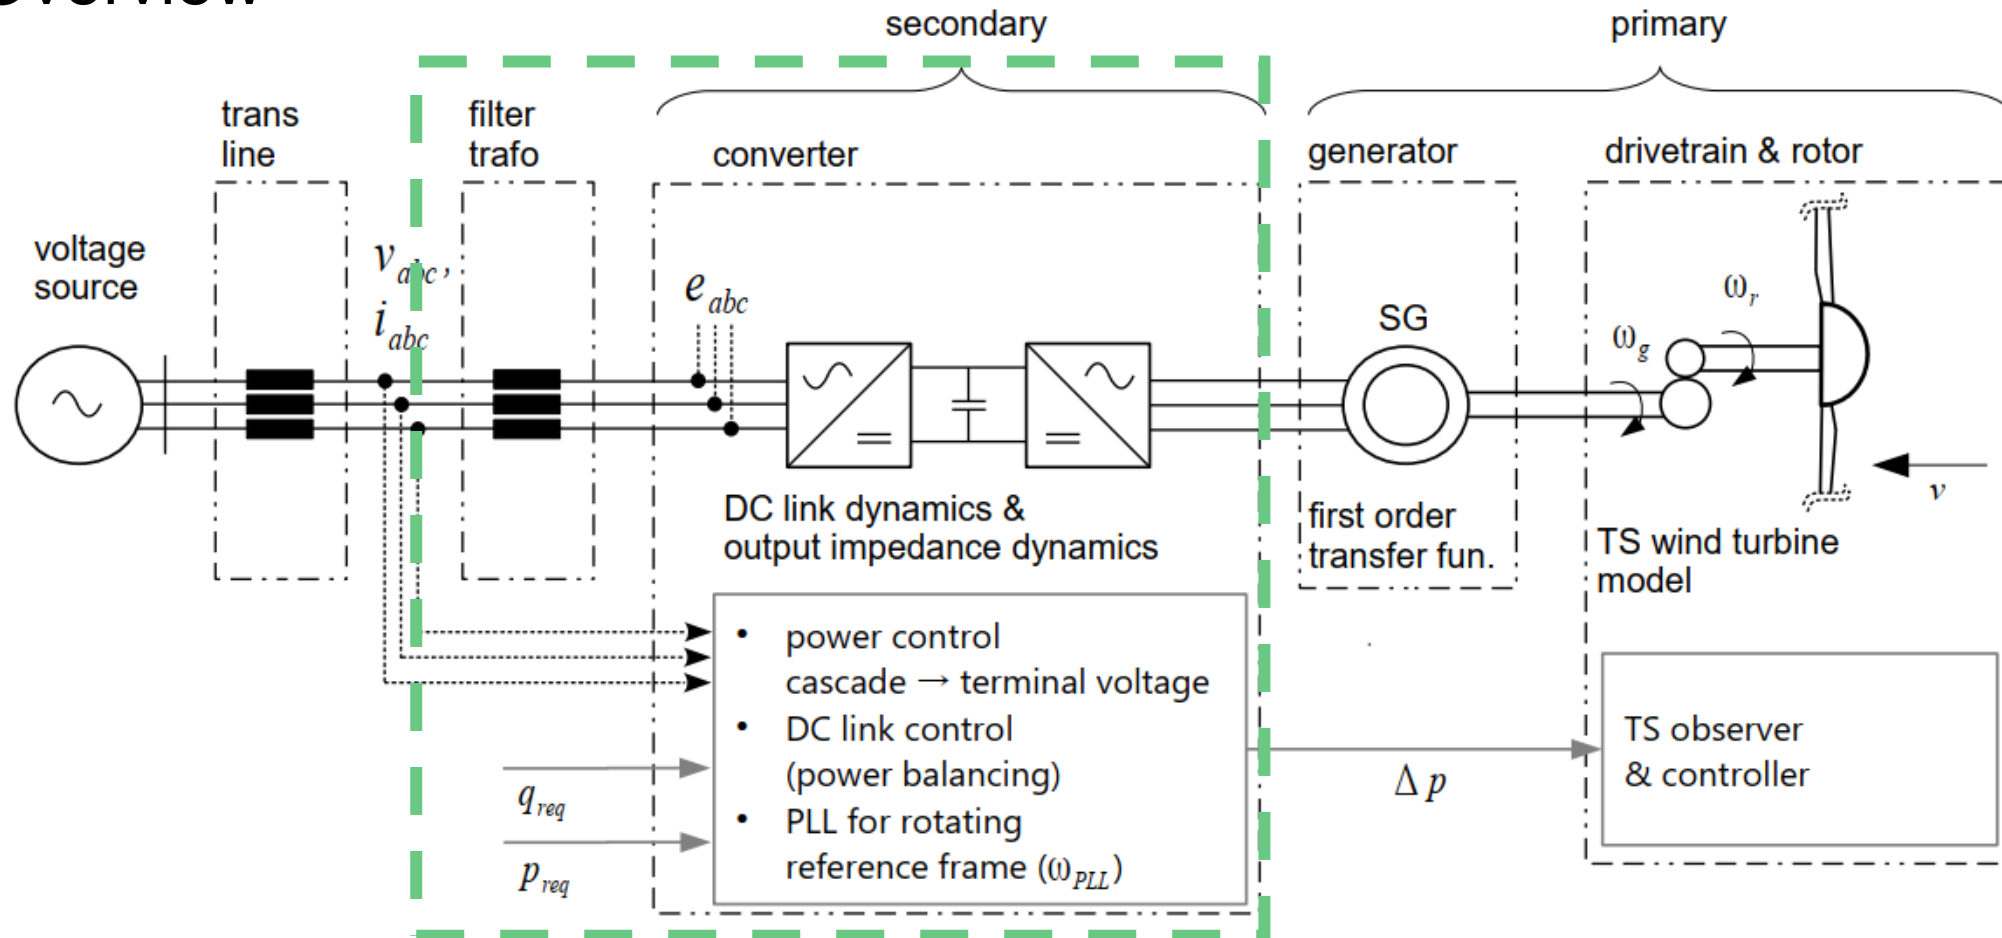 Overview
secondary
primary
trans
line
filter
trafo
converter
generator
drivetrain & rotor
voltage
source
v abc,
i abc
e abc
SG
ω g
ω r
v
DC link dynamics &
output impedance dynamics
first order
transfer fun.
TS wind turbine
model
• power control
cascade → terminal voltage
• DC link control
(power balancing)
• PLL for rotating
reference frame (ω PLL)
q req
p req
Δ p
TS observer
& controller